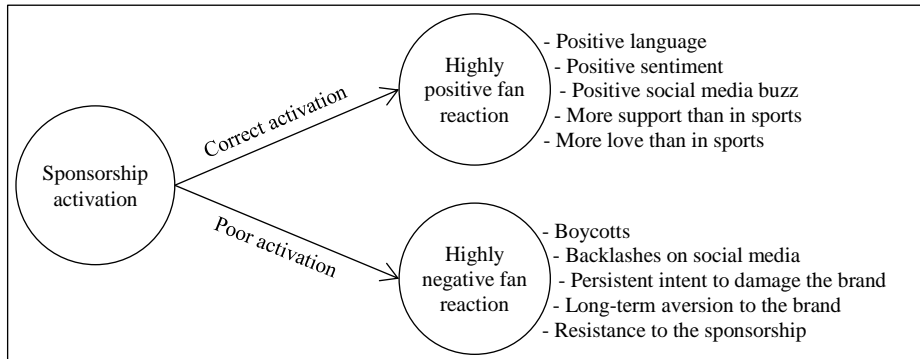 Sponsorship
activation
Correct activation
Highly
positive fan
reaction
- Positive language
- Positive sentiment
- Positive social media buzz
- More support than in sports
- More love than in sports
Poor activation
Highly
negative fan
reaction
- Boycotts
- Backlashes on social media
- Persistent intent to damage the brand
- Long-term aversion to the brand
- Resistance to the sponsorship